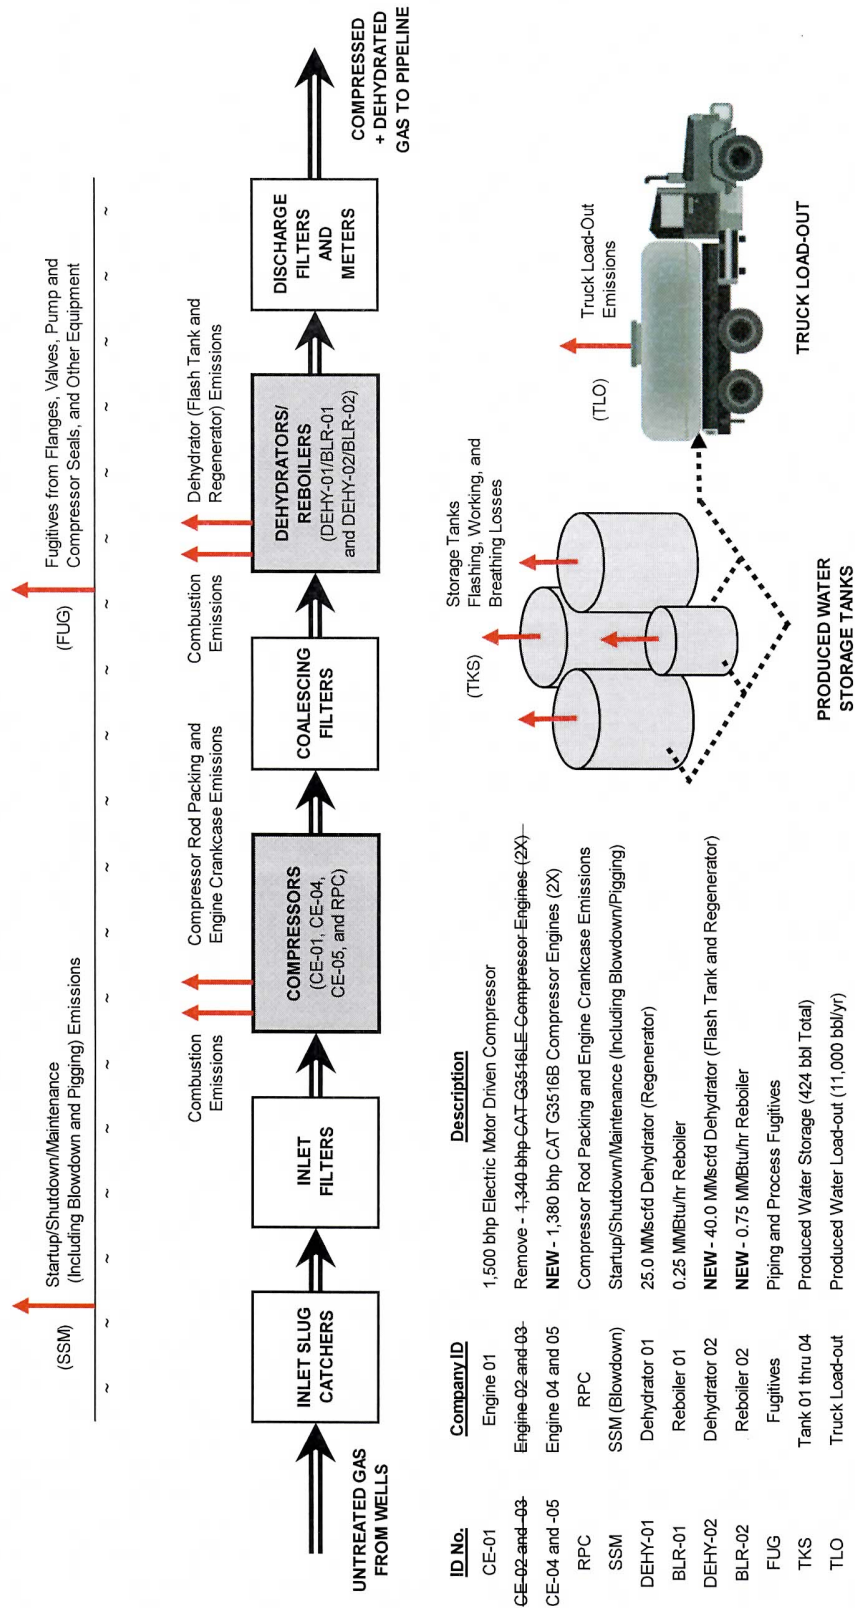 Startup/Shutdown/Maintenance
(Including Blowdown and Pigging) Emissions
(SSM)
Fugitives from Flanges, Valves, Pump and
Compressor Seals, and Other Equipment
(FUG)
~ ~ ~ ~ ~ ~ ~ ~ ~ ~ ~ ~ ~ ~ ~ ~ ~ ~ ~
Combustion
Emissions
Compressor Rod Packing and
Engine Crankcase Emissions
Combustion
Emissions
Dehydrator (Flash Tank and
Regenerator) Emissions
UNTREATED GAS
FROM WELLS
INLET SLUG
CATCHERS
INLET
FILTERS
COMPRESSORS
(CE-01, CE-04,
CE-05, and RPC)
COALESCING
FILTERS
DEHYDRATORS/
REBOILERS
(DEHY-01/BLR-01
and DEHY-02/BLR-02)
DISCHARGE
FILTERS
AND
METERS
COMPRESSED
+ DEHYDRATED
GAS TO PIPELINE
ID No. Company ID Description
CE-01 Engine 01 1,500 bhp Electric Motor Driven Compressor
CE-02 and -03 Engine 02 and 03 Remove - 1,340 bhp CAT G3516LE Compressor Engines (2X)
CE-04 and -05 Engine 04 and 05 NEW - 1,380 bhp CAT G3516B Compressor Engines (2X)
RPC RPC Compressor Rod Packing and Engine Crankcase Emissions
SSM SSM (Blowdown) Startup/Shutdown/Maintenance (Including Blowdown/Pigging)
DEHY-01 Dehydrator 01 25.0 MMscfd Dehydrator (Regenerator)
BLR-01 Reboiler 01 0.25 MMBtu/hr Reboiler
DEHY-02 Dehydrator 02 NEW - 40.0 MMscfd Dehydrator (Flash Tank and Regenerator)
BLR-02 Reboiler 02 NEW - 0.75 MMBtu/hr Reboiler
FUG Fugitives Piping and Process Fugitives
TKS Tank 01 thru 04 Produced Water Storage (424 bbl Total)
TLO Truck Load-out Produced Water Load-out (11,000 bbl/yr)
(TKS)
Storage Tanks
Flashing, Working, and
Breathing Losses
PRODUCED WATER
STORAGE TANKS
(TLO)
Truck Load-Out
Emissions
TRUCK LOAD-OUT